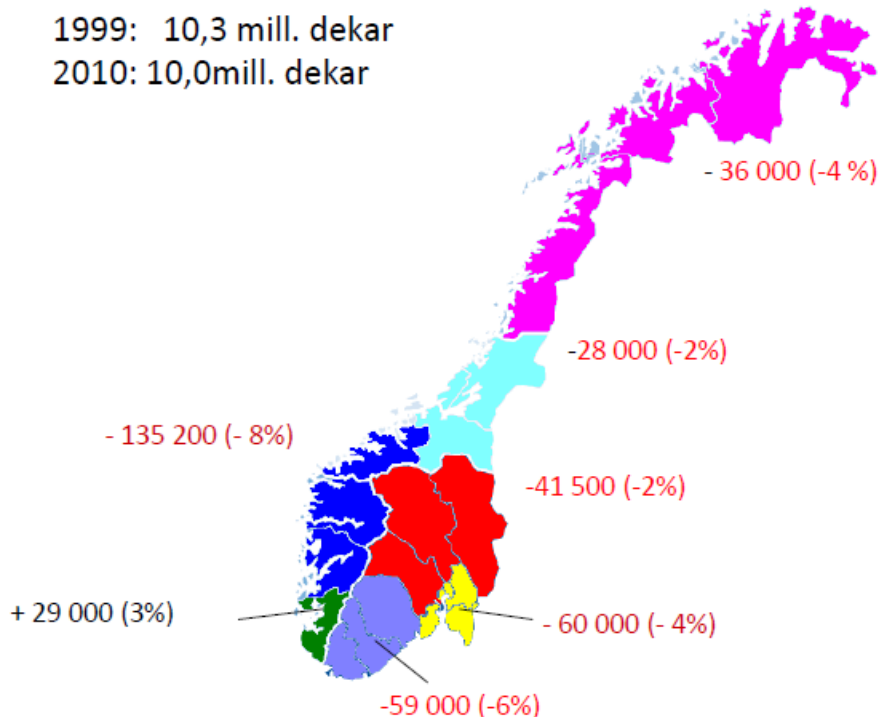 1999: 10,3 mill. dekar
2010: 10,0mill. dekar
- 36 000 (-4 %)
-28 000 (-2%)
- 135 200 (- 8%)
-41 500 (-2%)
+ 29 000 (3%)
- 60 000 (- 4%)
-59 000 (-6%)